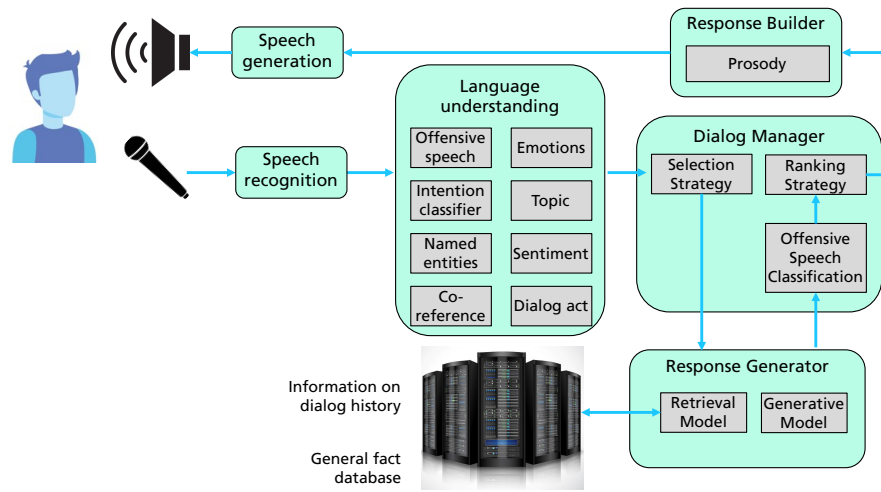 Speech
generation
Response Builder
Prosody
Language
understanding
Offensive
speech
Emotions
Intention
classifier
Topic
Named
entities
Sentiment
Co-
reference
Dialog act
Speech
recognition
Dialog Manager
Selection
Strategy
Ranking
Strategy
Offensive
Speech
Classification
Response Generator
Retrieval
Model
Generative
Model
Information on
dialog history
General fact
database